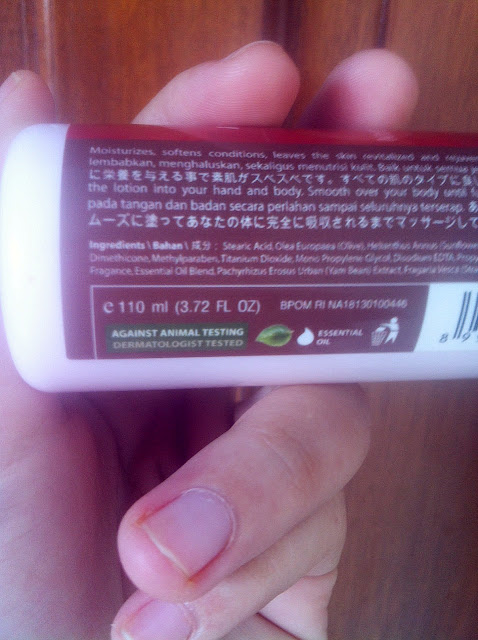 Moisturizes, softens conditions, leaves the skin revitalized and
lembabkan, menghaluskan, sekaligus menutrisi kulit. Baik untuk semua
に栄養を与える事で素肌がスベスベです。すべての肌のタイプに
the lotion into your hand and body. Smooth over your body until
pada tangan dan badan secara perlahan sampai seluruhnya terserap.
ムーズに塗ってあなたの体に完全に吸収されるまでマッサージして
Ingredients \ Bahan \ 成分 : Stearic Acid, Olea Europaea (Olive), Helianthus Annus (Sunflower
Dimethicone, Methylparaben, Titanium Dioxide, Mono Propylene Glycol, Disodium EDTA,
Fragance, Essential Oil Blend, Pachyrhizus Erosus Urban (Yam Bean) Extract, Fragaria Vesca
e 110 ml (3.72 FL OZ) BPOM RI NA18130100446
AGAINST ANIMAL TESTING
DERMATOLOGIST TESTED
ESSENTIAL
OIL
8 9